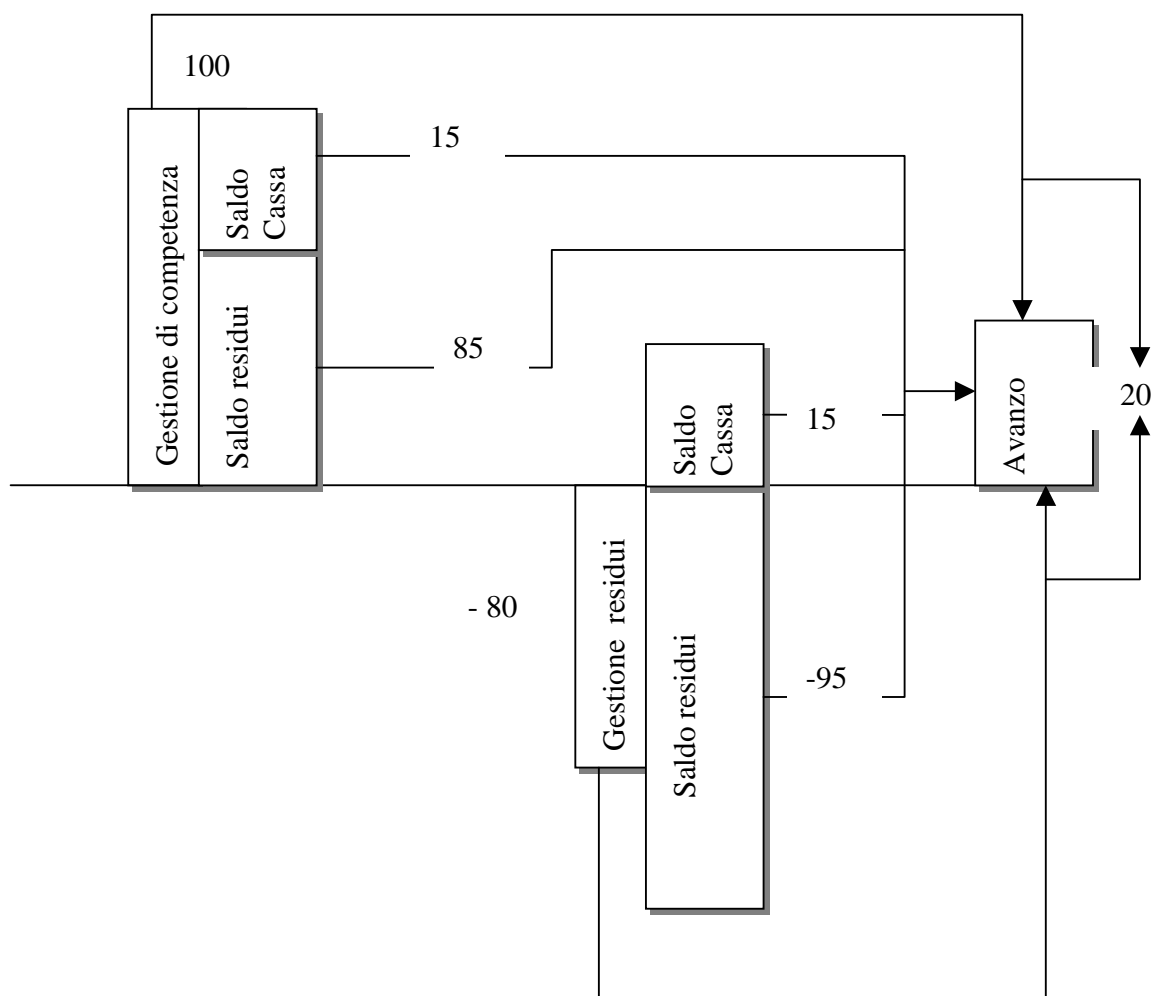 100
15
Gestione di competenza
Saldo
Cassa
Saldo residui
85
Saldo
Cassa
15
Avanzo
20
- 80
Gestione residui
Saldo residui
-95